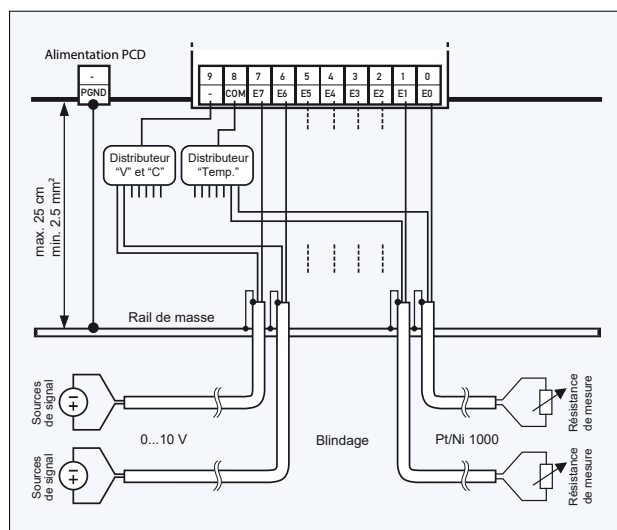 Alimentation PCD
-
PGND
9 8 7 6 5 4 3 2 1 0
- COM E7 E6 E5 E4 E3 E2 E1 E0
Distributeur
“V” et “C”
Distributeur
“Temp.”
max. 25 cm
min. 2.5 mm²
Rail de masse
Sources
de signal
0...10 V
Blindage
Pt/Ni 1000
Résistance
de mesure
Sources
de signal
Résistance
de mesure